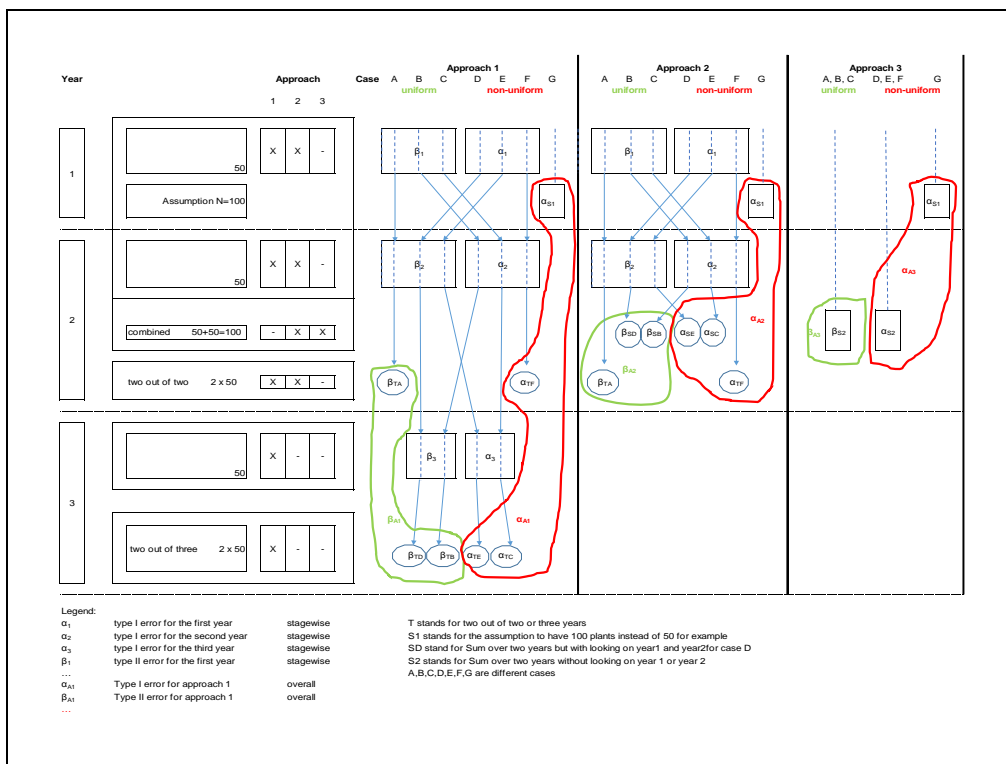 Approach 1 Approach 2 Approach 3
Year Approach Case A B C D E F G A B C D E F G A, B, C D, E, F G
uniform non-uniform uniform non-uniform uniform non-uniform
1 2 3
X X - β1 α1 β1 α1
50
1
Assumption N=100 αS1 αS1 αS1
X X - β2 α2 β2 α2
50
αA3
2
combined 50+50=100 - X X βSD βSB αSE αSC αA2 βA3 βS2 αS2
two out of two 2 x 50 X X - βTA αTF βTA βA2 αTF
X - - β3 α3
50
3
βA1 αA1
two out of three 2 x 50 X - - βTD βTB αTE αTC
Legend:
α1 type I error for the first year stagewise T stands for two out of two or three years
α2 type I error for the second year stagewise S1 stands for the assumption to have 100 plants instead of 50 for example
α3 type I error for the third year stagewise SD stand for Sum over two years but with looking on year1 and year2for case D
β1 type II error for the first year stagewise S2 stands for Sum over two years without looking on year 1 or year 2
... A,B,C,D,E,F,G are different cases
αA1 Type I error for approach 1 overall
βA1 Type II error for approach 1 overall
...